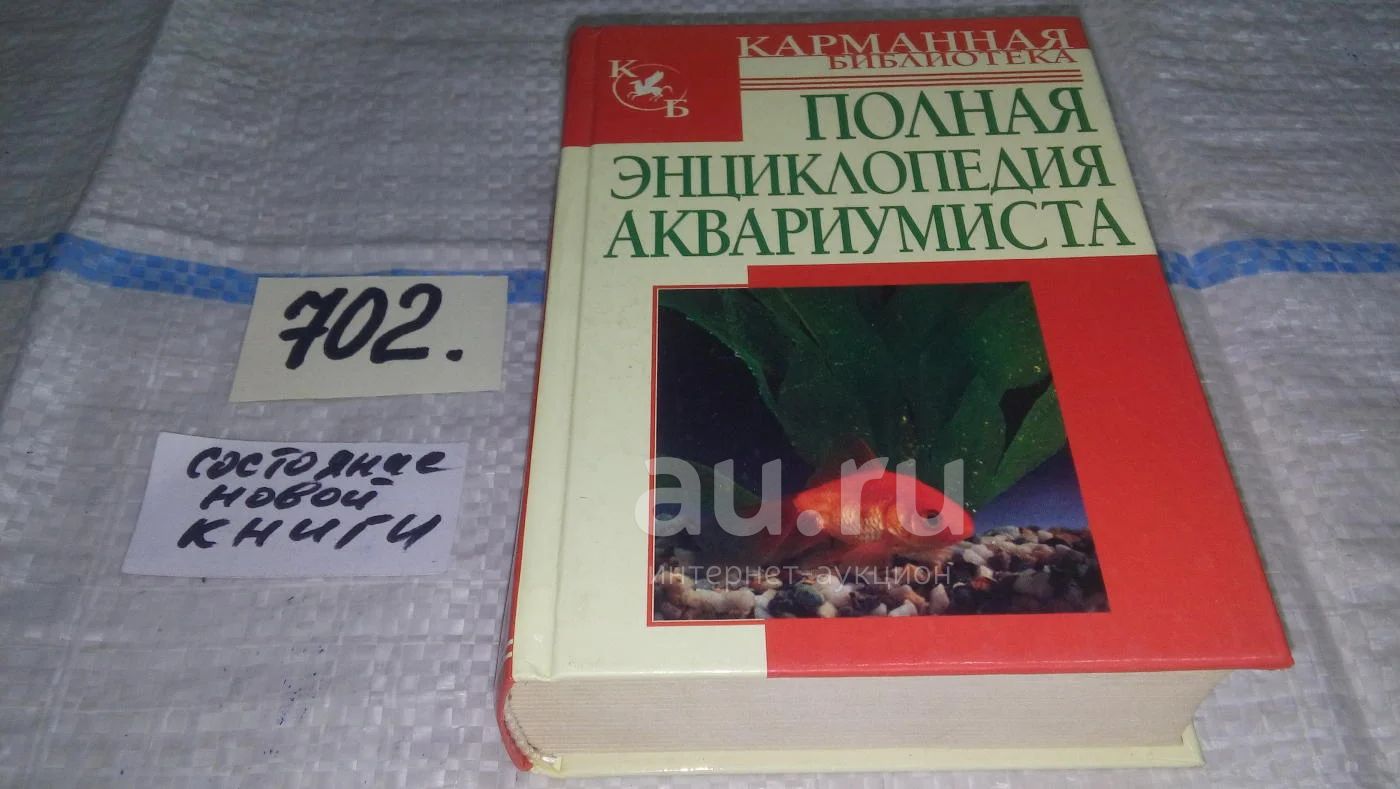 КАРМАННАЯ
БИБЛИОТЕКА
К
Б
ПОЛНАЯ
ЭНЦИКЛОПЕДИЯ
АКВАРИУМИСТА
702.
состояние
новой
книги
au.ru
интернет-аукцион